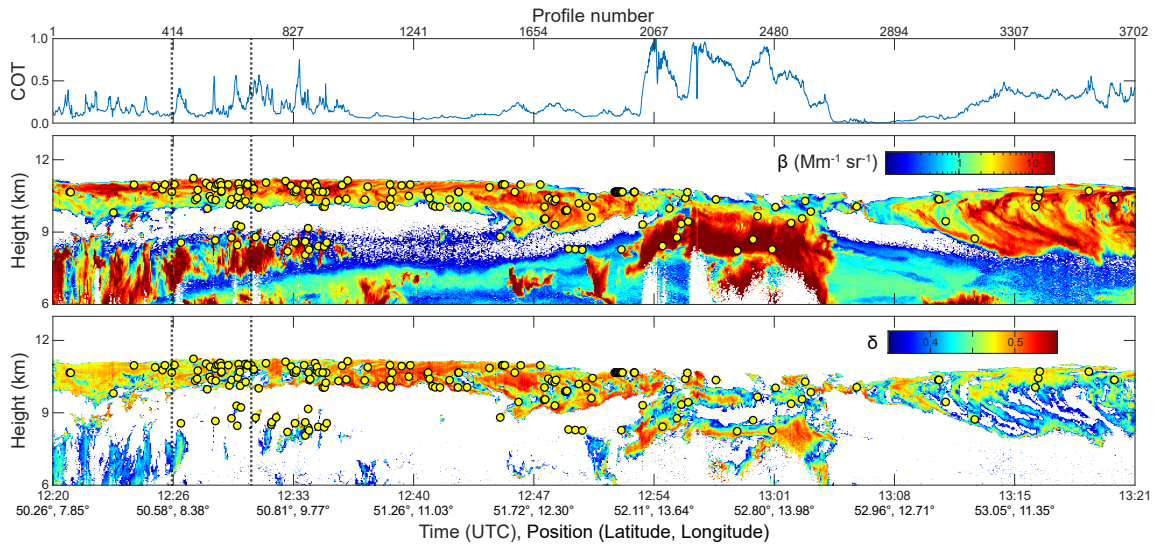 Profile number
1 414 827 1241 1654 2067 2480 2894 3307 3702
1.0
0.5
0.0
COT
12
9
6
Height (km)
β (Mm⁻¹ sr⁻¹)
1 10
12
9
6
Height (km)
δ
0.4 0.5
12:20 12:26 12:33 12:40 12:47 12:54 13:01 13:08 13:15 13:21
50.26°, 7.85° 50.58°, 8.38° 50.81°, 9.77° 51.26°, 11.03° 51.72°, 12.30° 52.11°, 13.64° 52.80°, 13.98° 52.96°, 12.71° 53.05°, 11.35°
Time (UTC), Position (Latitude, Longitude)